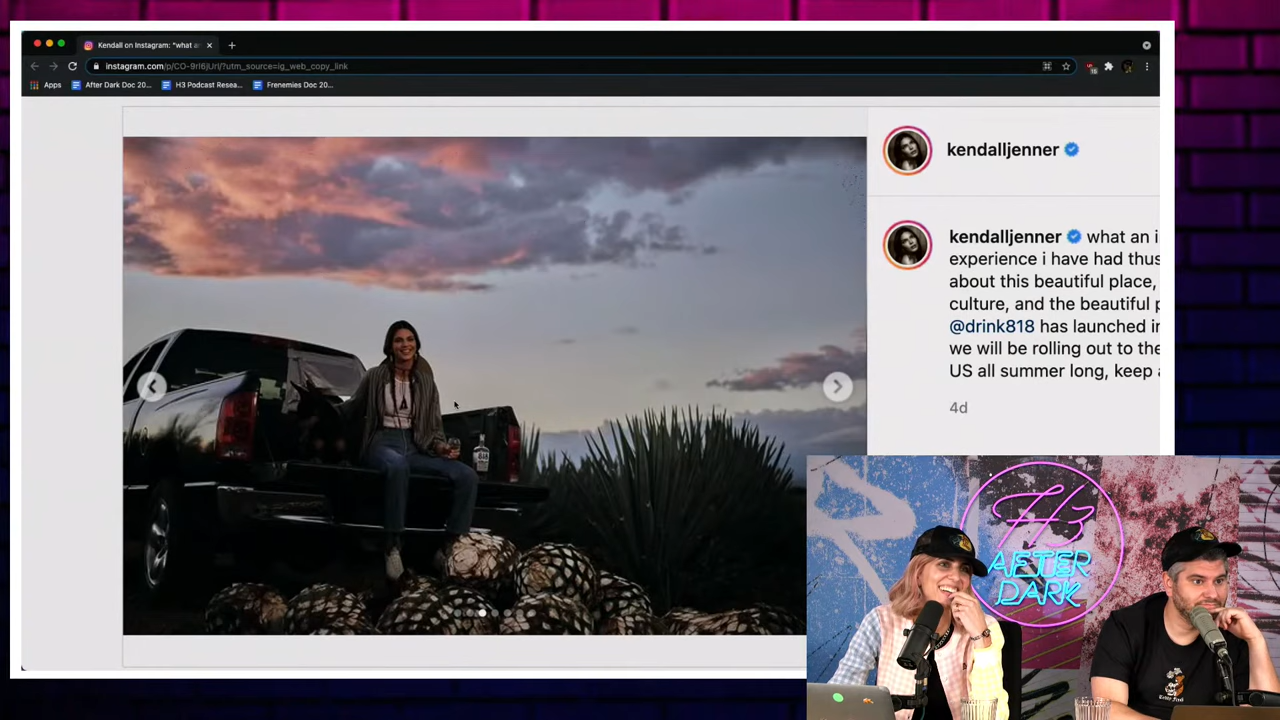 Kendall on Instagram: "what a
instagram.com/p/CO-9rI6jUrI/?utm_source=ig_web_copy_link
Apps After Dark Doc 20... H3 Podcast Resea... Frenemies Doc 20...
kendalljenner
kendalljenner what an i
experience i have had thus
about this beautiful place,
culture, and the beautiful p
@drink818 has launched in
we will be rolling out to the
US all summer long, keep a
4d
818
H3
AFTER
DARK